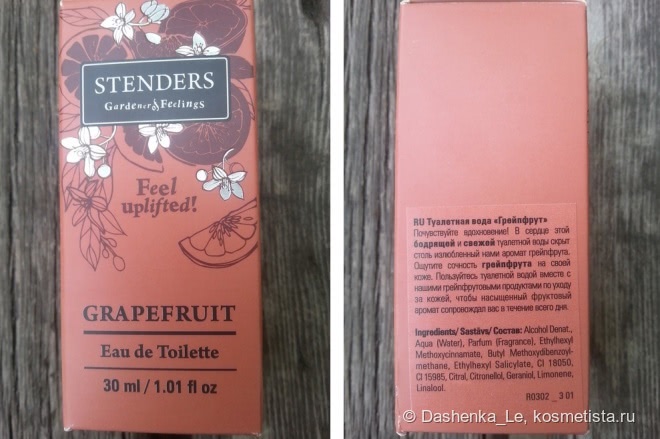 STENDERS
Gardener of Feelings
Feel
uplifted!
GRAPEFRUIT
Eau de Toilette
30 ml / 1.01 fl oz
RU Туалетная вода «Грейпфрут»
Почувствуйте вдохновение! В сердце этой
бодрящей и свежей туалетной воды скрыт
столь излюбленный нами аромат грейпфрута.
Ощутите сочность грейпфрута на своей
коже. Пользуйтесь туалетной водой вместе с
нашими грейпфрутовыми продуктами по уходу
за кожей, чтобы насыщенный фруктовый
аромат сопровождал вас в течение всего дня.
Ingredients/ Sastāvs/ Состав: Alcohol Denat.,
Aqua (Water), Parfum (Fragrance), Ethylhexyl
Methoxycinnamate, Butyl Methoxydibenzoyl-
methane, Ethylhexyl Salicylate, CI 18050,
CI 15985, Citral, Citronellol, Geraniol, Limonene,
Linalool.
R0302 _ 3 01
© Dashenka_Le, kosmetista.ru